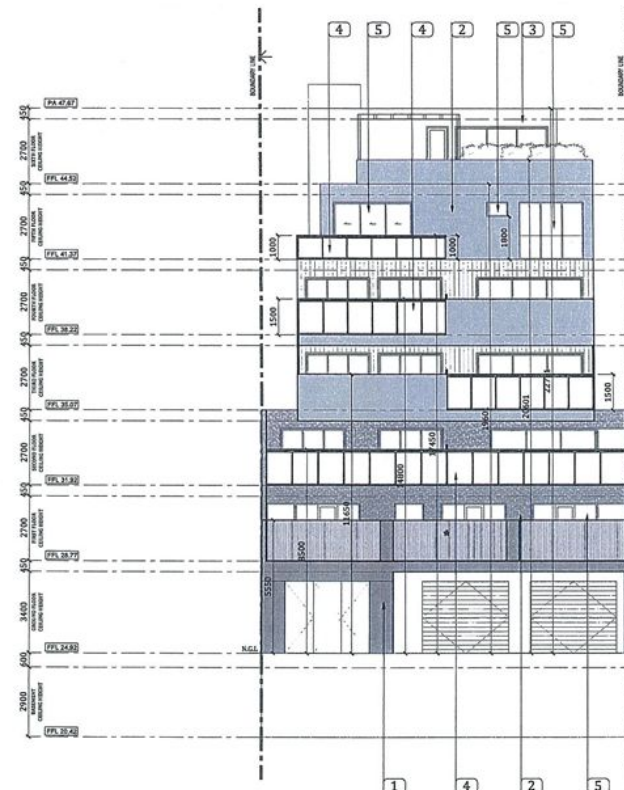 4 5 4 2 5 3 5
BOUNDARY LINE
BOUNDARY LINE
PA 47.67
450
2700
SIXTH FLOOR
CEILING HEIGHT
FFL 44.52
450
2700
FIFTH FLOOR
CEILING HEIGHT
1000
1000
1800
FFL 41.37
450
2700
FOURTH FLOOR
CEILING HEIGHT
1500
FFL 38.22
450
2700
THIRD FLOOR
CEILING HEIGHT
1500
FFL 35.07
450
2700
SECOND FLOOR
CEILING HEIGHT
20601
17450
14800
FFL 31.92
450
2700
FIRST FLOOR
CEILING HEIGHT
11650
8500
FFL 28.77
450
5550
3400
GROUND FLOOR
CEILING HEIGHT
N.G.L
FFL 24.92
600
2900
BASEMENT
CEILING HEIGHT
FFL 20.42
1 4 2 5